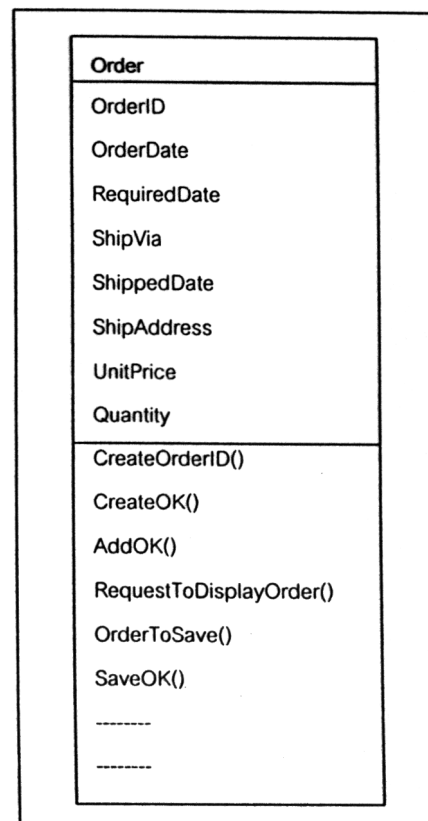 Order
OrderID
OrderDate
RequiredDate
ShipVia
ShippedDate
ShipAddress
UnitPrice
Quantity
CreateOrderID()
CreateOK()
AddOK()
RequestToDisplayOrder()
OrderToSave()
SaveOK()
--------
--------